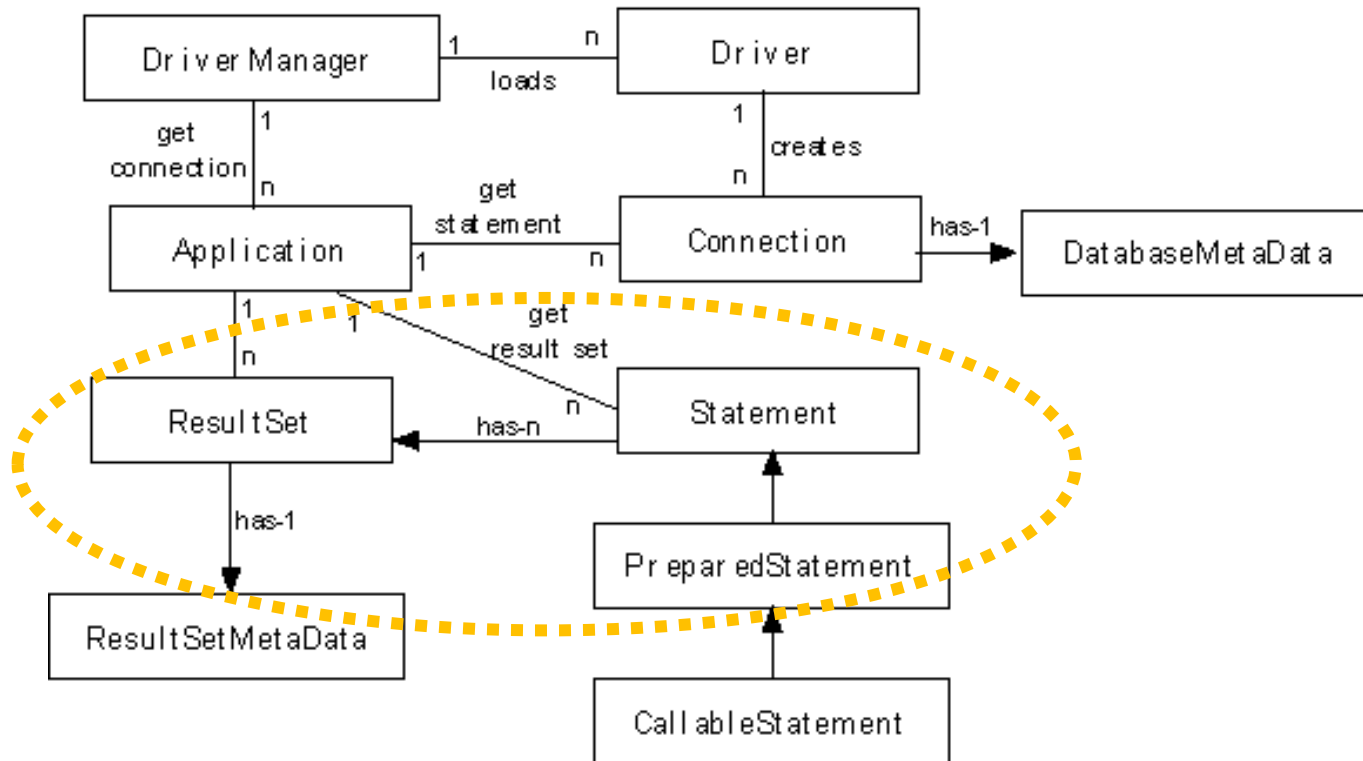 DriverManager
1
n
loads
Driver
1
get
connection
n
1
creates
n
get
statement
Application
1
n
Connection
has-1
DatabaseMetaData
1
n
1
get
result set
n
ResultSet
has-n
Statement
has-1
PreparedStatement
ResultSetMetaData
CallableStatement